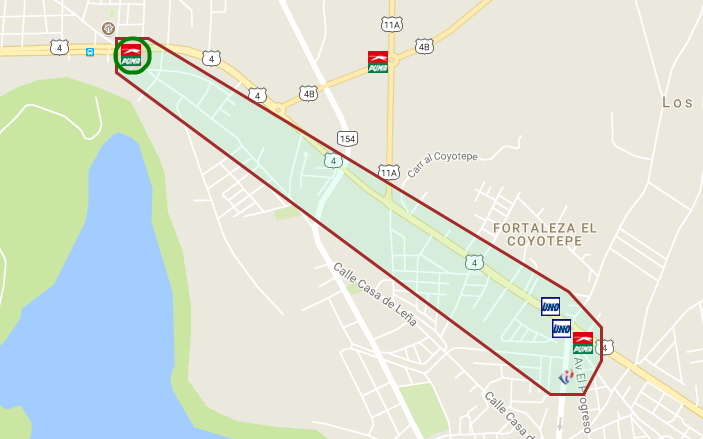 11A
4
4B
PUMA
PUMA
4
4B
4
Los
154
4
Carr al Coyotepe
11A
FORTALEZA EL
COYOTEPE
4
Calle Casa de Leña
UNO
UNO
PUMA
4
Av El Progreso
Calle Casa de